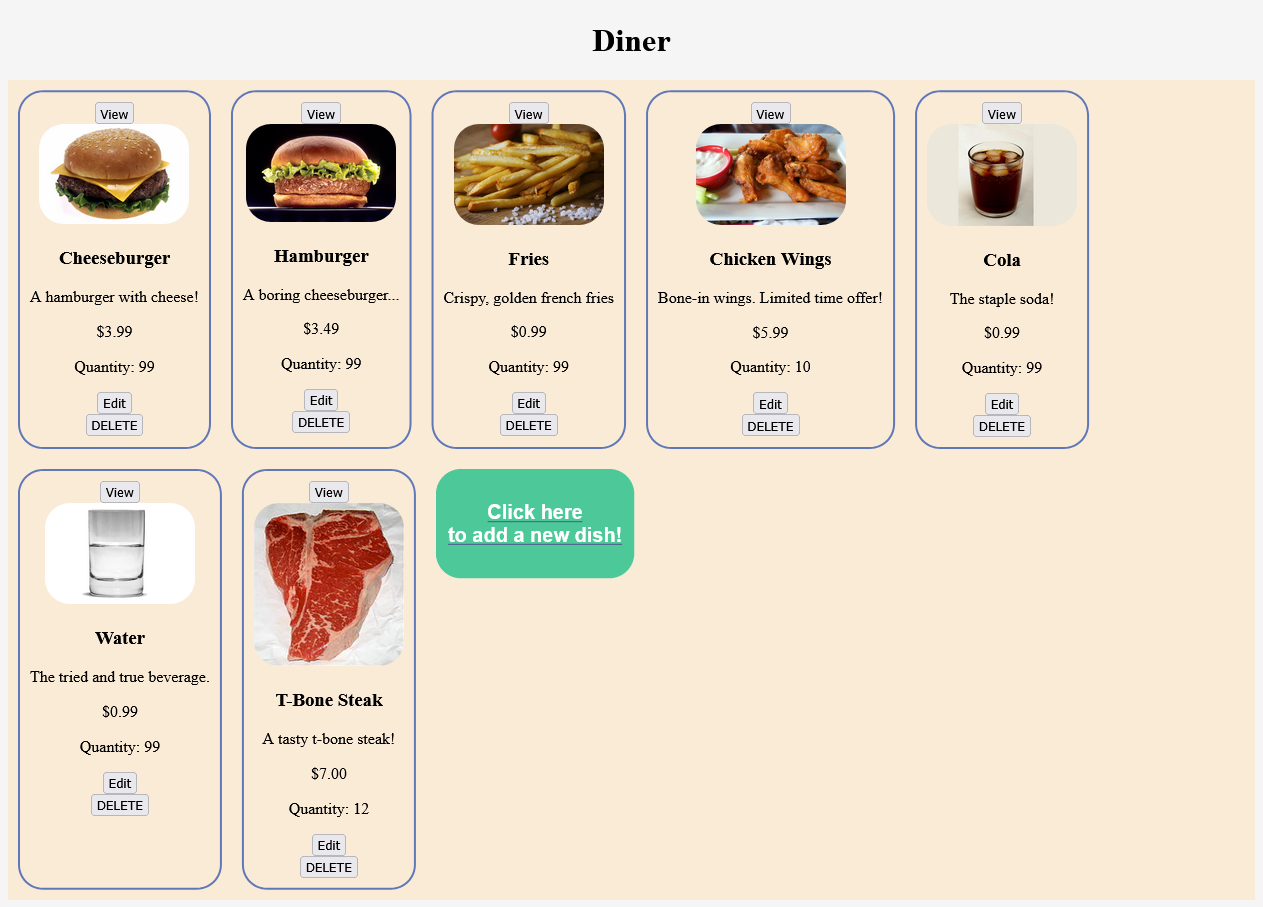 Diner
View
Cheeseburger
A hamburger with cheese!
$3.99
Quantity: 99
Edit
DELETE
View
Hamburger
A boring cheeseburger...
$3.49
Quantity: 99
Edit
DELETE
View
Fries
Crispy, golden french fries
$0.99
Quantity: 99
Edit
DELETE
View
Chicken Wings
Bone-in wings. Limited time offer!
$5.99
Quantity: 10
Edit
DELETE
View
Cola
The staple soda!
$0.99
Quantity: 99
Edit
DELETE
View
Water
The tried and true beverage.
$0.99
Quantity: 99
Edit
DELETE
View
T-Bone Steak
A tasty t-bone steak!
$7.00
Quantity: 12
Edit
DELETE
Click here
to add a new dish!